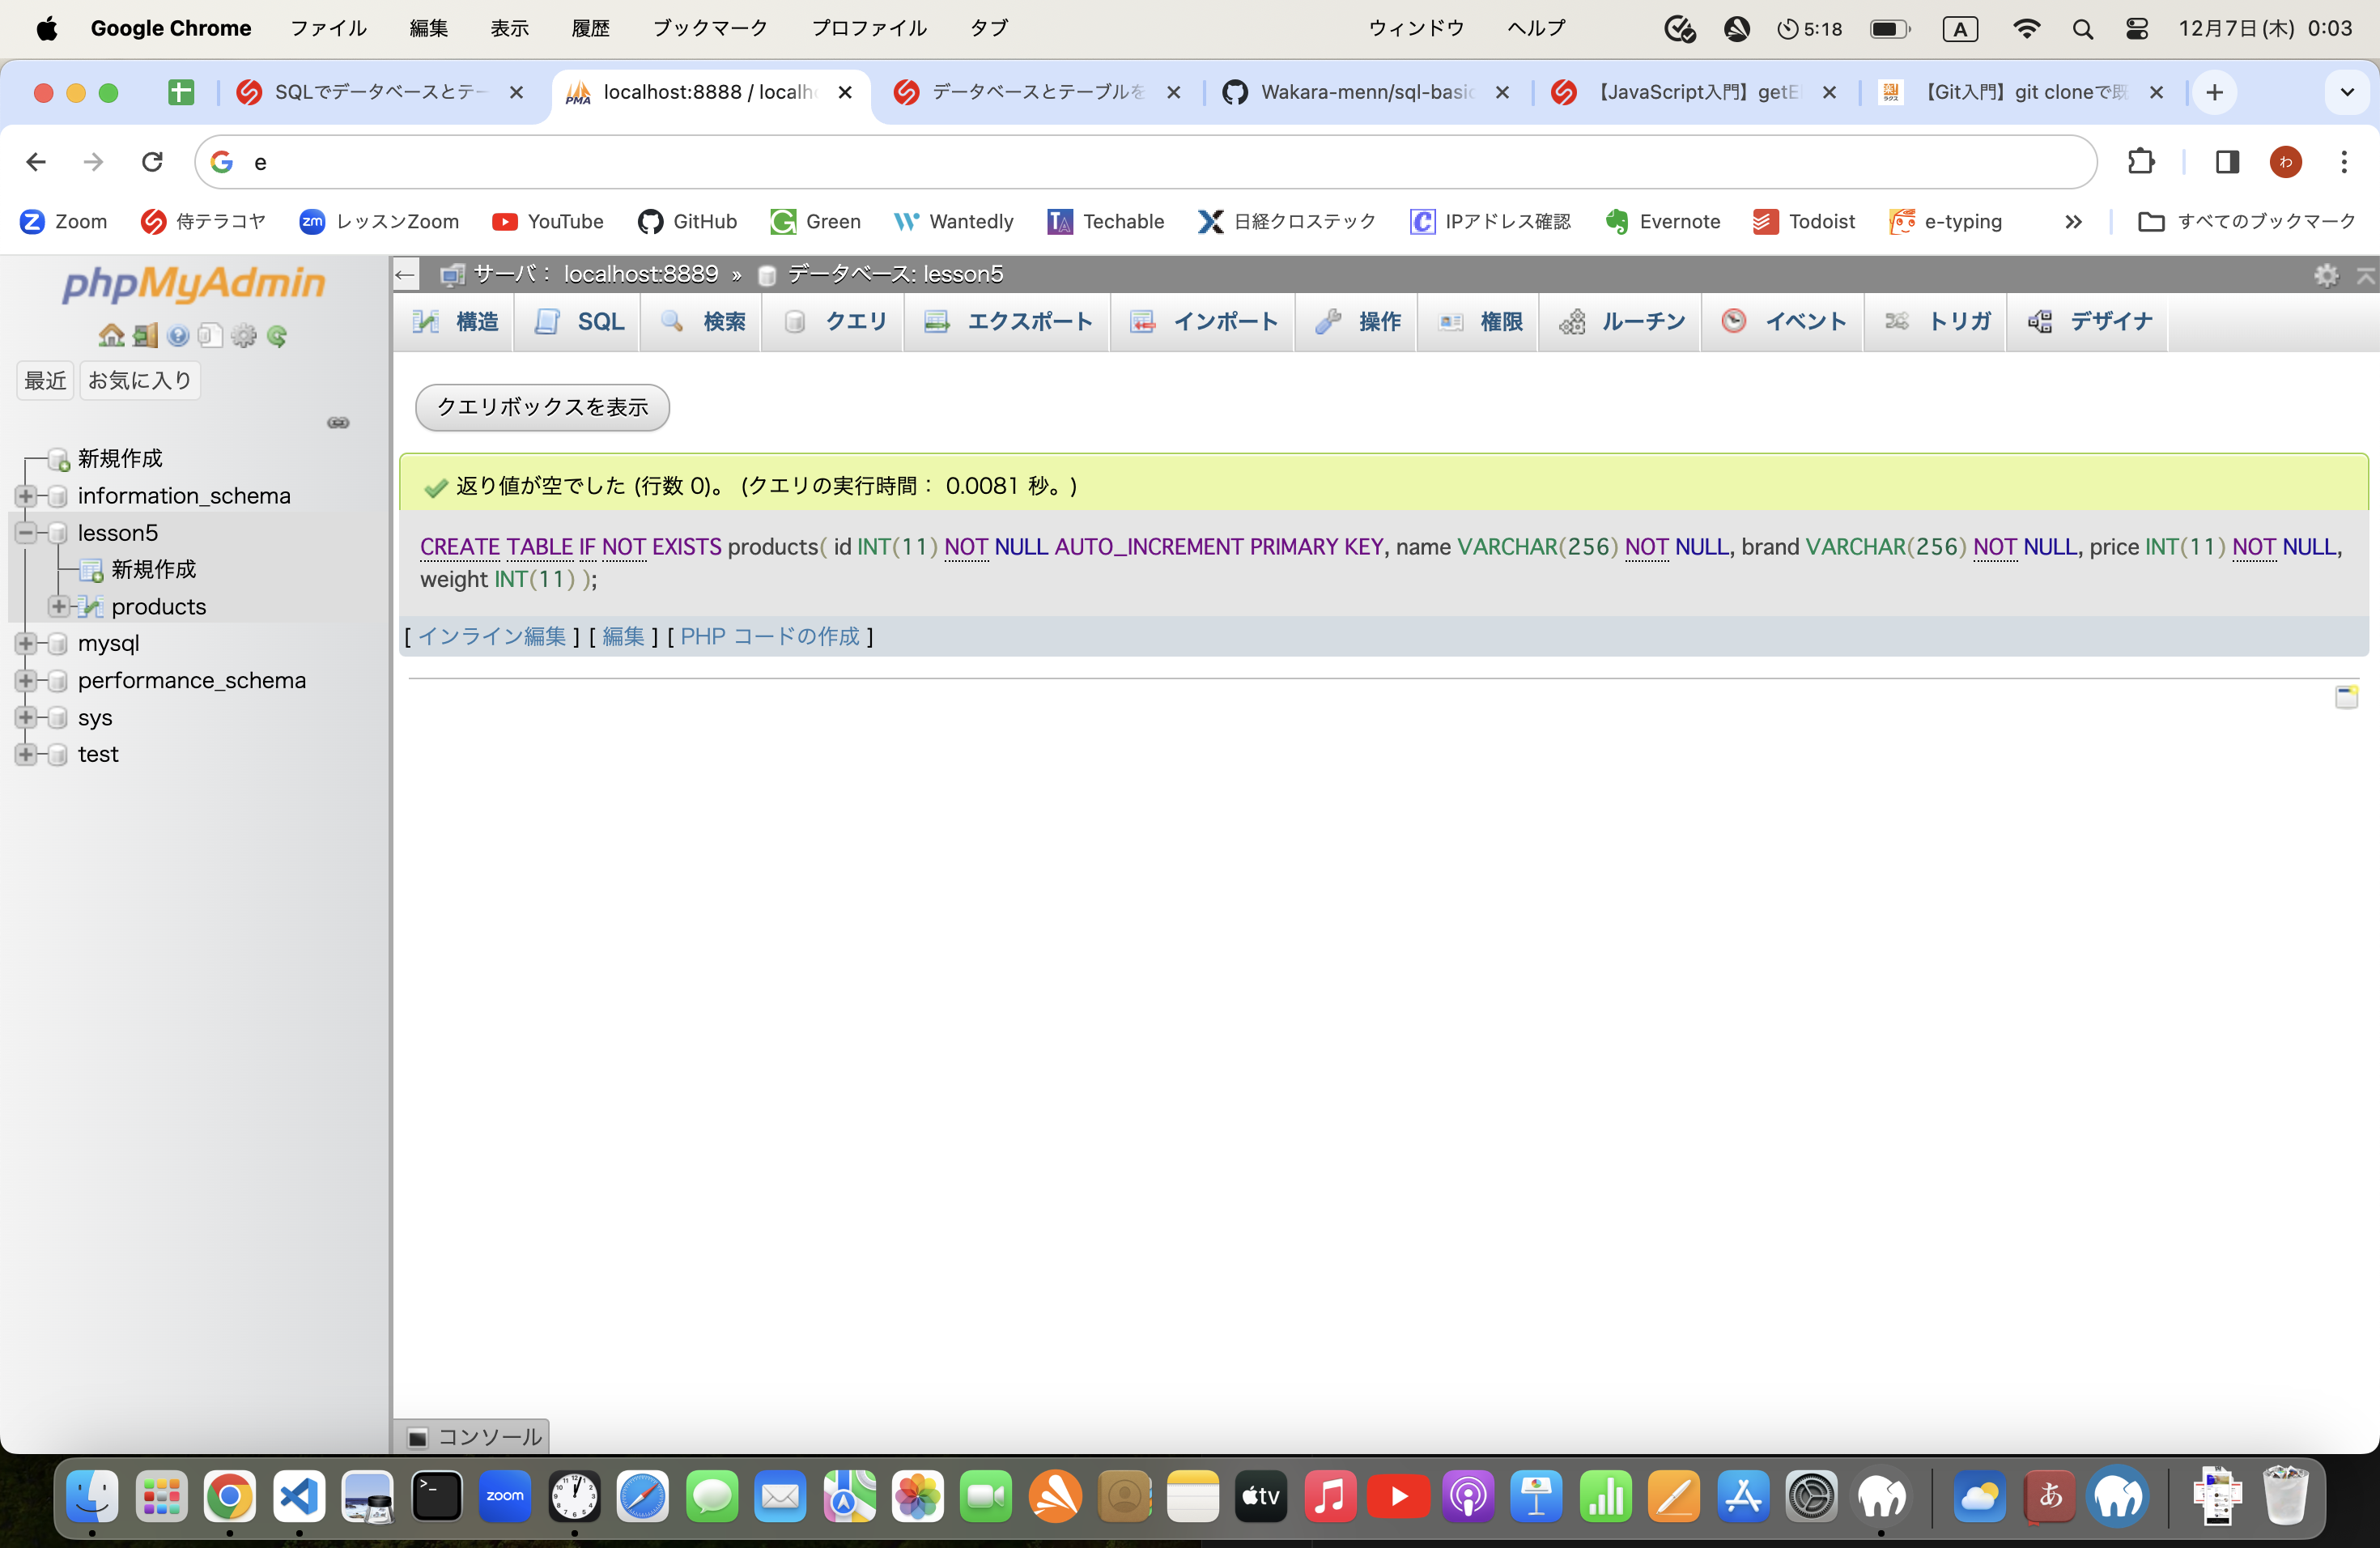 Google Chrome ファイル 編集 表示 履歴 ブックマーク プロファイル タブ ウィンドウ ヘルプ 5:18 A 12月7日(木) 0:03
SQLでデータベースとテー PMA localhost:8888 / localh データベースとテーブルを Wakara-menn/sql-basic 【JavaScript入門】getE 【Git入門】git cloneで既
e わ
Zoom 侍テラコヤ zm レッスンZoom YouTube GitHub Green Wantedly Techable 日経クロステック IPアドレス確認 Evernote Todoist e-typing すべてのブックマーク
phpMyAdmin
最近 お気に入り
新規作成
information_schema
lesson5
新規作成
products
mysql
performance_schema
sys
test
サーバ: localhost:8889 » データベース: lesson5
構造 SQL 検索 クエリ エクスポート インポート 操作 権限 ルーチン イベント トリガ デザイナ
クエリボックスを表示
返り値が空でした (行数 0)。 (クエリの実行時間: 0.0081 秒。)
CREATE TABLE IF NOT EXISTS products( id INT(11) NOT NULL AUTO_INCREMENT PRIMARY KEY, name VARCHAR(256) NOT NULL, brand VARCHAR(256) NOT NULL, price INT(11) NOT NULL,
weight INT(11) );
[ インライン編集 ] [ 編集 ] [ PHP コードの作成 ]
コンソール
zoom tv あ